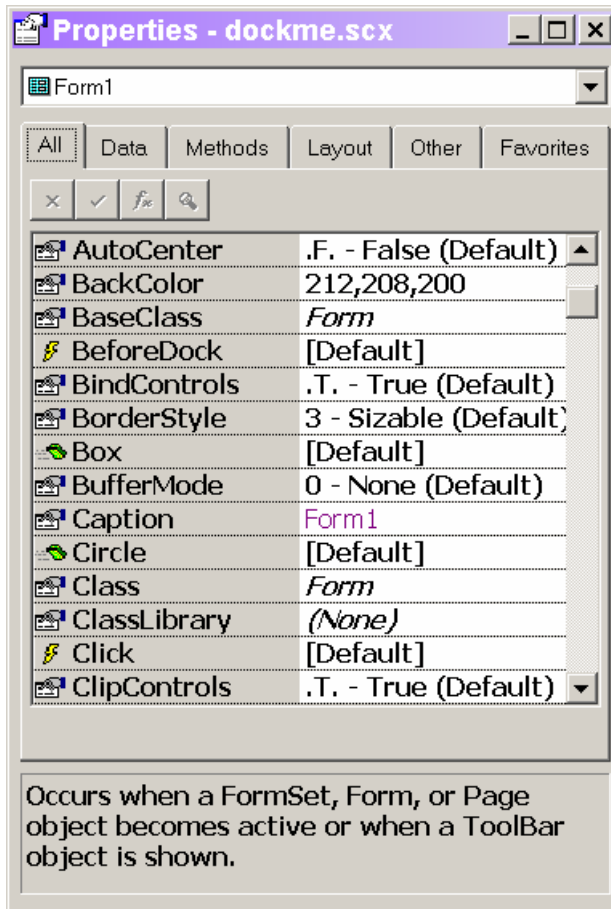 Properties - dockme.scx
Form1
All Data Methods Layout Other Favorites
fx
AutoCenter .F. - False (Default)
BackColor 212,208,200
BaseClass Form
BeforeDock [Default]
BindControls .T. - True (Default)
BorderStyle 3 - Sizable (Default)
Box [Default]
BufferMode 0 - None (Default)
Caption Form1
Circle [Default]
Class Form
ClassLibrary (None)
Click [Default]
ClipControls .T. - True (Default)
Occurs when a FormSet, Form, or Page
object becomes active or when a ToolBar
object is shown.